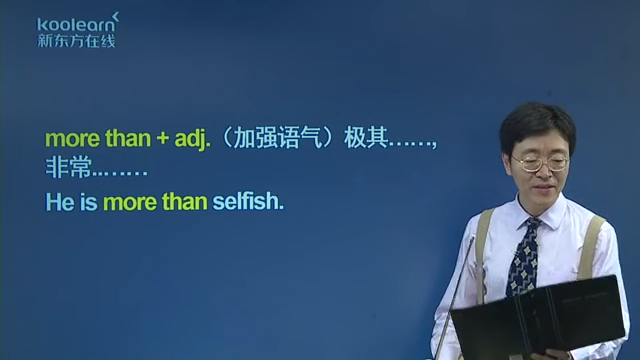 koolearn
新东方在线
more than + adj.（加强语气）极其……,
非常...……
He is more than selfish.